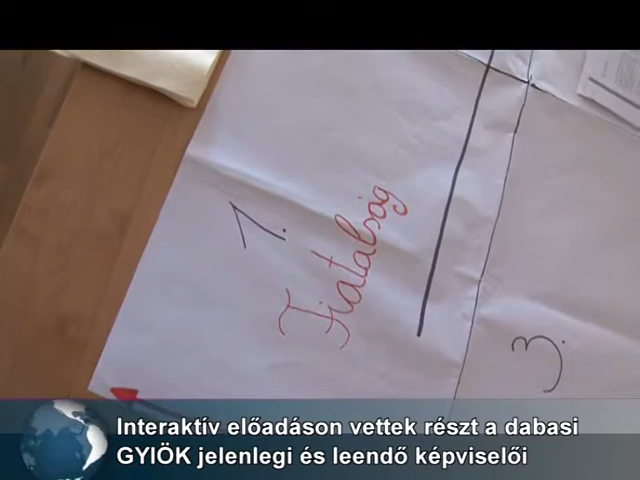 1.
Fiatalság
3.
Interaktív előadáson vettek részt a dabasi
GYIÖK jelenlegi és leendő képviselői